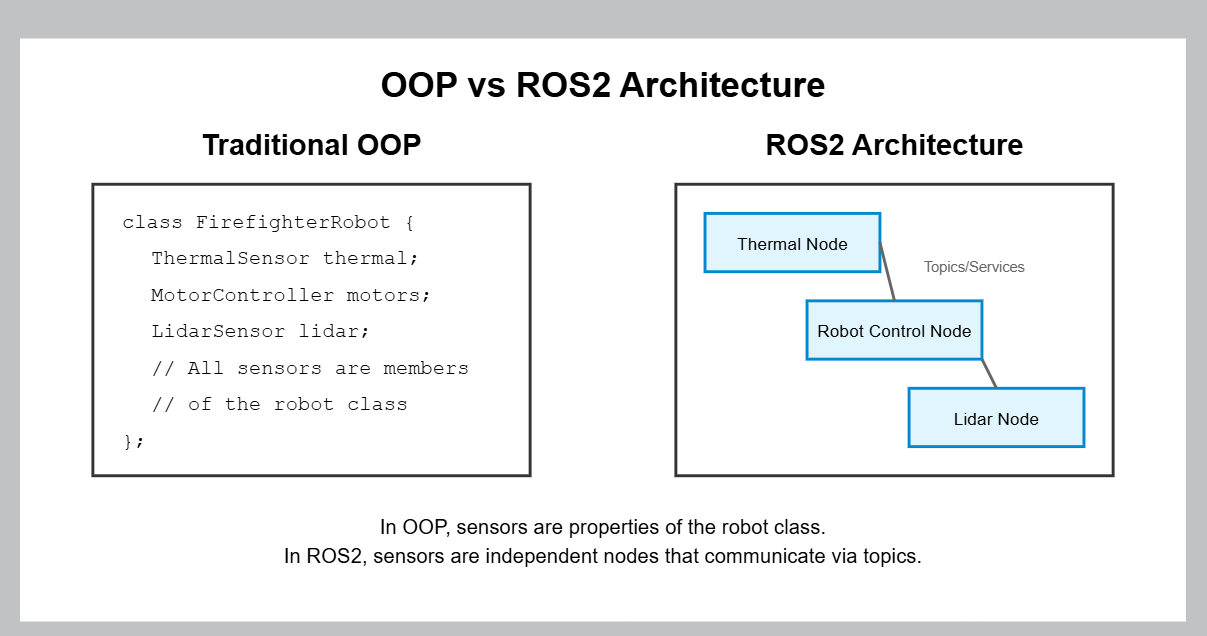 OOP vs ROS2 Architecture
Traditional OOP
class FirefighterRobot {
ThermalSensor thermal;
MotorController motors;
LidarSensor lidar;
// All sensors are members
// of the robot class
};
ROS2 Architecture
Thermal Node
Topics/Services
Robot Control Node
Lidar Node
In OOP, sensors are properties of the robot class.
In ROS2, sensors are independent nodes that communicate via topics.